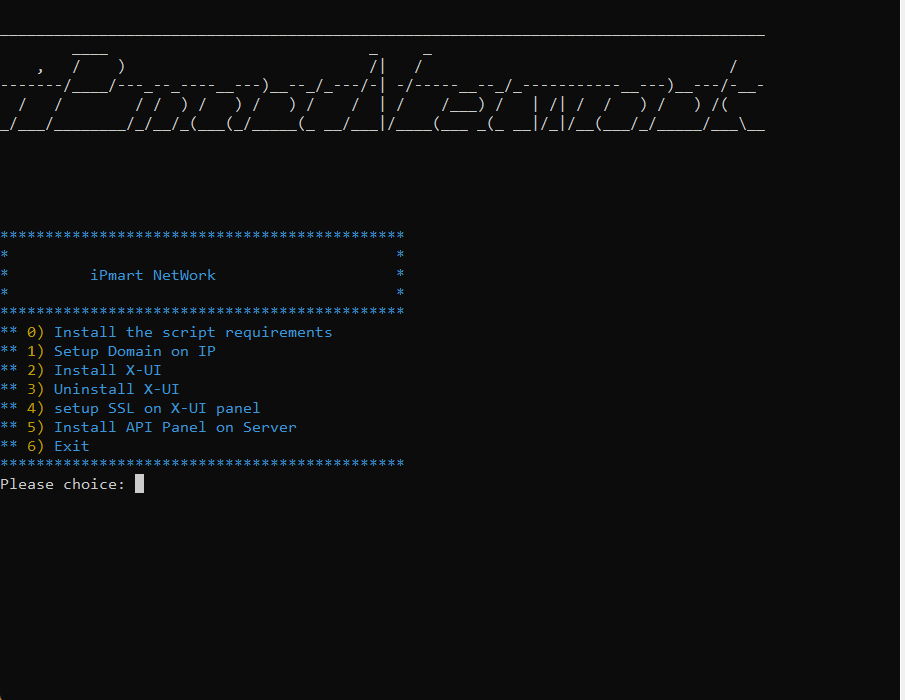 *********************************************
*                                           *
*         iPmart NetWork                    *
*                                           *
*********************************************
** 0) Install the script requirements
** 1) Setup Domain on IP
** 2) Install X-UI
** 3) Uninstall X-UI
** 4) setup SSL on X-UI panel
** 5) Install API Panel on Server
** 6) Exit
*********************************************
Please choice: